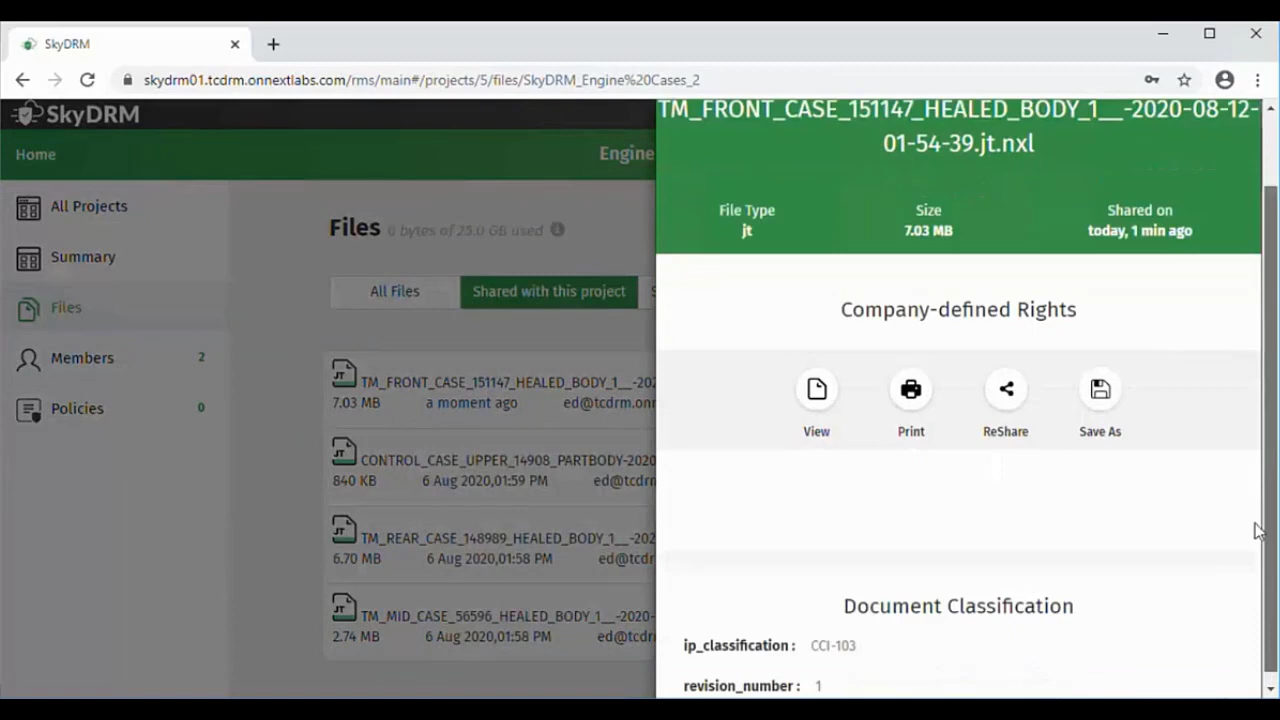 SkyDRM
skydrm01.tcdrm.onnextlabs.com/rms/main#/projects/5/files/SkyDRM_Engine%20Cases_2
SkyDRM
Home
Engine
All Projects
Summary
Files
Members 2
Policies 0
Files 0 bytes of 25.0 GB used
All Files Shared with this project S
TM_FRONT_CASE_151147_HEALED_BODY_1__-202
7.03 MB a moment ago ed@tcdrm.onr
CONTROL_CASE_UPPER_14908_PARTBODY-2020
840 KB 6 Aug 2020,01:59 PM ed@tcdr
TM_REAR_CASE_148989_HEALED_BODY_1__-202
6.70 MB 6 Aug 2020,01:58 PM ed@tcdr
TM_MID_CASE_56596_HEALED_BODY_1__-2020-
2.74 MB 6 Aug 2020,01:58 PM ed@tcdr
TM_FRONT_CASE_151147_HEALED_BODY_1__-2020-08-12-
01-54-39.jt.nxl
File Type Size Shared on
jt 7.03 MB today, 1 min ago
Company-defined Rights
View Print ReShare Save As
Document Classification
ip_classification : CCI-103
revision_number : 1